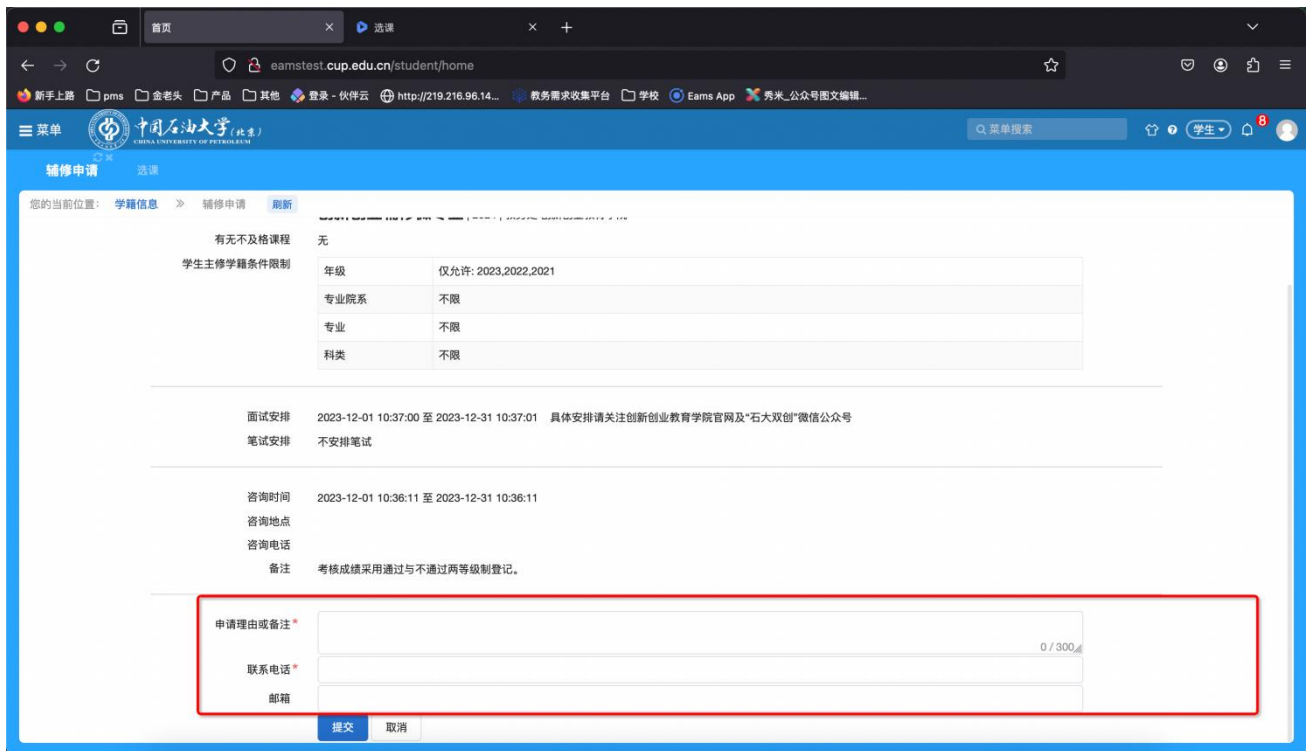 首页
选课
eamstest.cup.edu.cn/student/home
新手上路 pms 金老头 产品 其他 登录 - 伙伴云 http://219.216.96.14... 教务需求收集平台 学校 Eams App 秀米_公众号图文编辑...
菜单 中国石油大学(北京) 菜单搜索 学生 8
CHINA UNIVERSITY OF PETROLEUM
辅修申请 选课
您的当前位置: 学籍信息 » 辅修申请 刷新
有无不及格课程 无
学生主修学籍条件限制
年级 仅允许: 2023,2022,2021
专业院系 不限
专业 不限
科类 不限
面试安排 2023-12-01 10:37:00 至 2023-12-31 10:37:01 具体安排请关注创新创业教育学院官网及“石大双创”微信公众号
笔试安排 不安排笔试
咨询时间 2023-12-01 10:36:11 至 2023-12-31 10:36:11
咨询地点
咨询电话
备注 考核成绩采用通过与不通过两等级制登记。
申请理由或备注*
0 / 300
联系电话*
邮箱
提交 取消